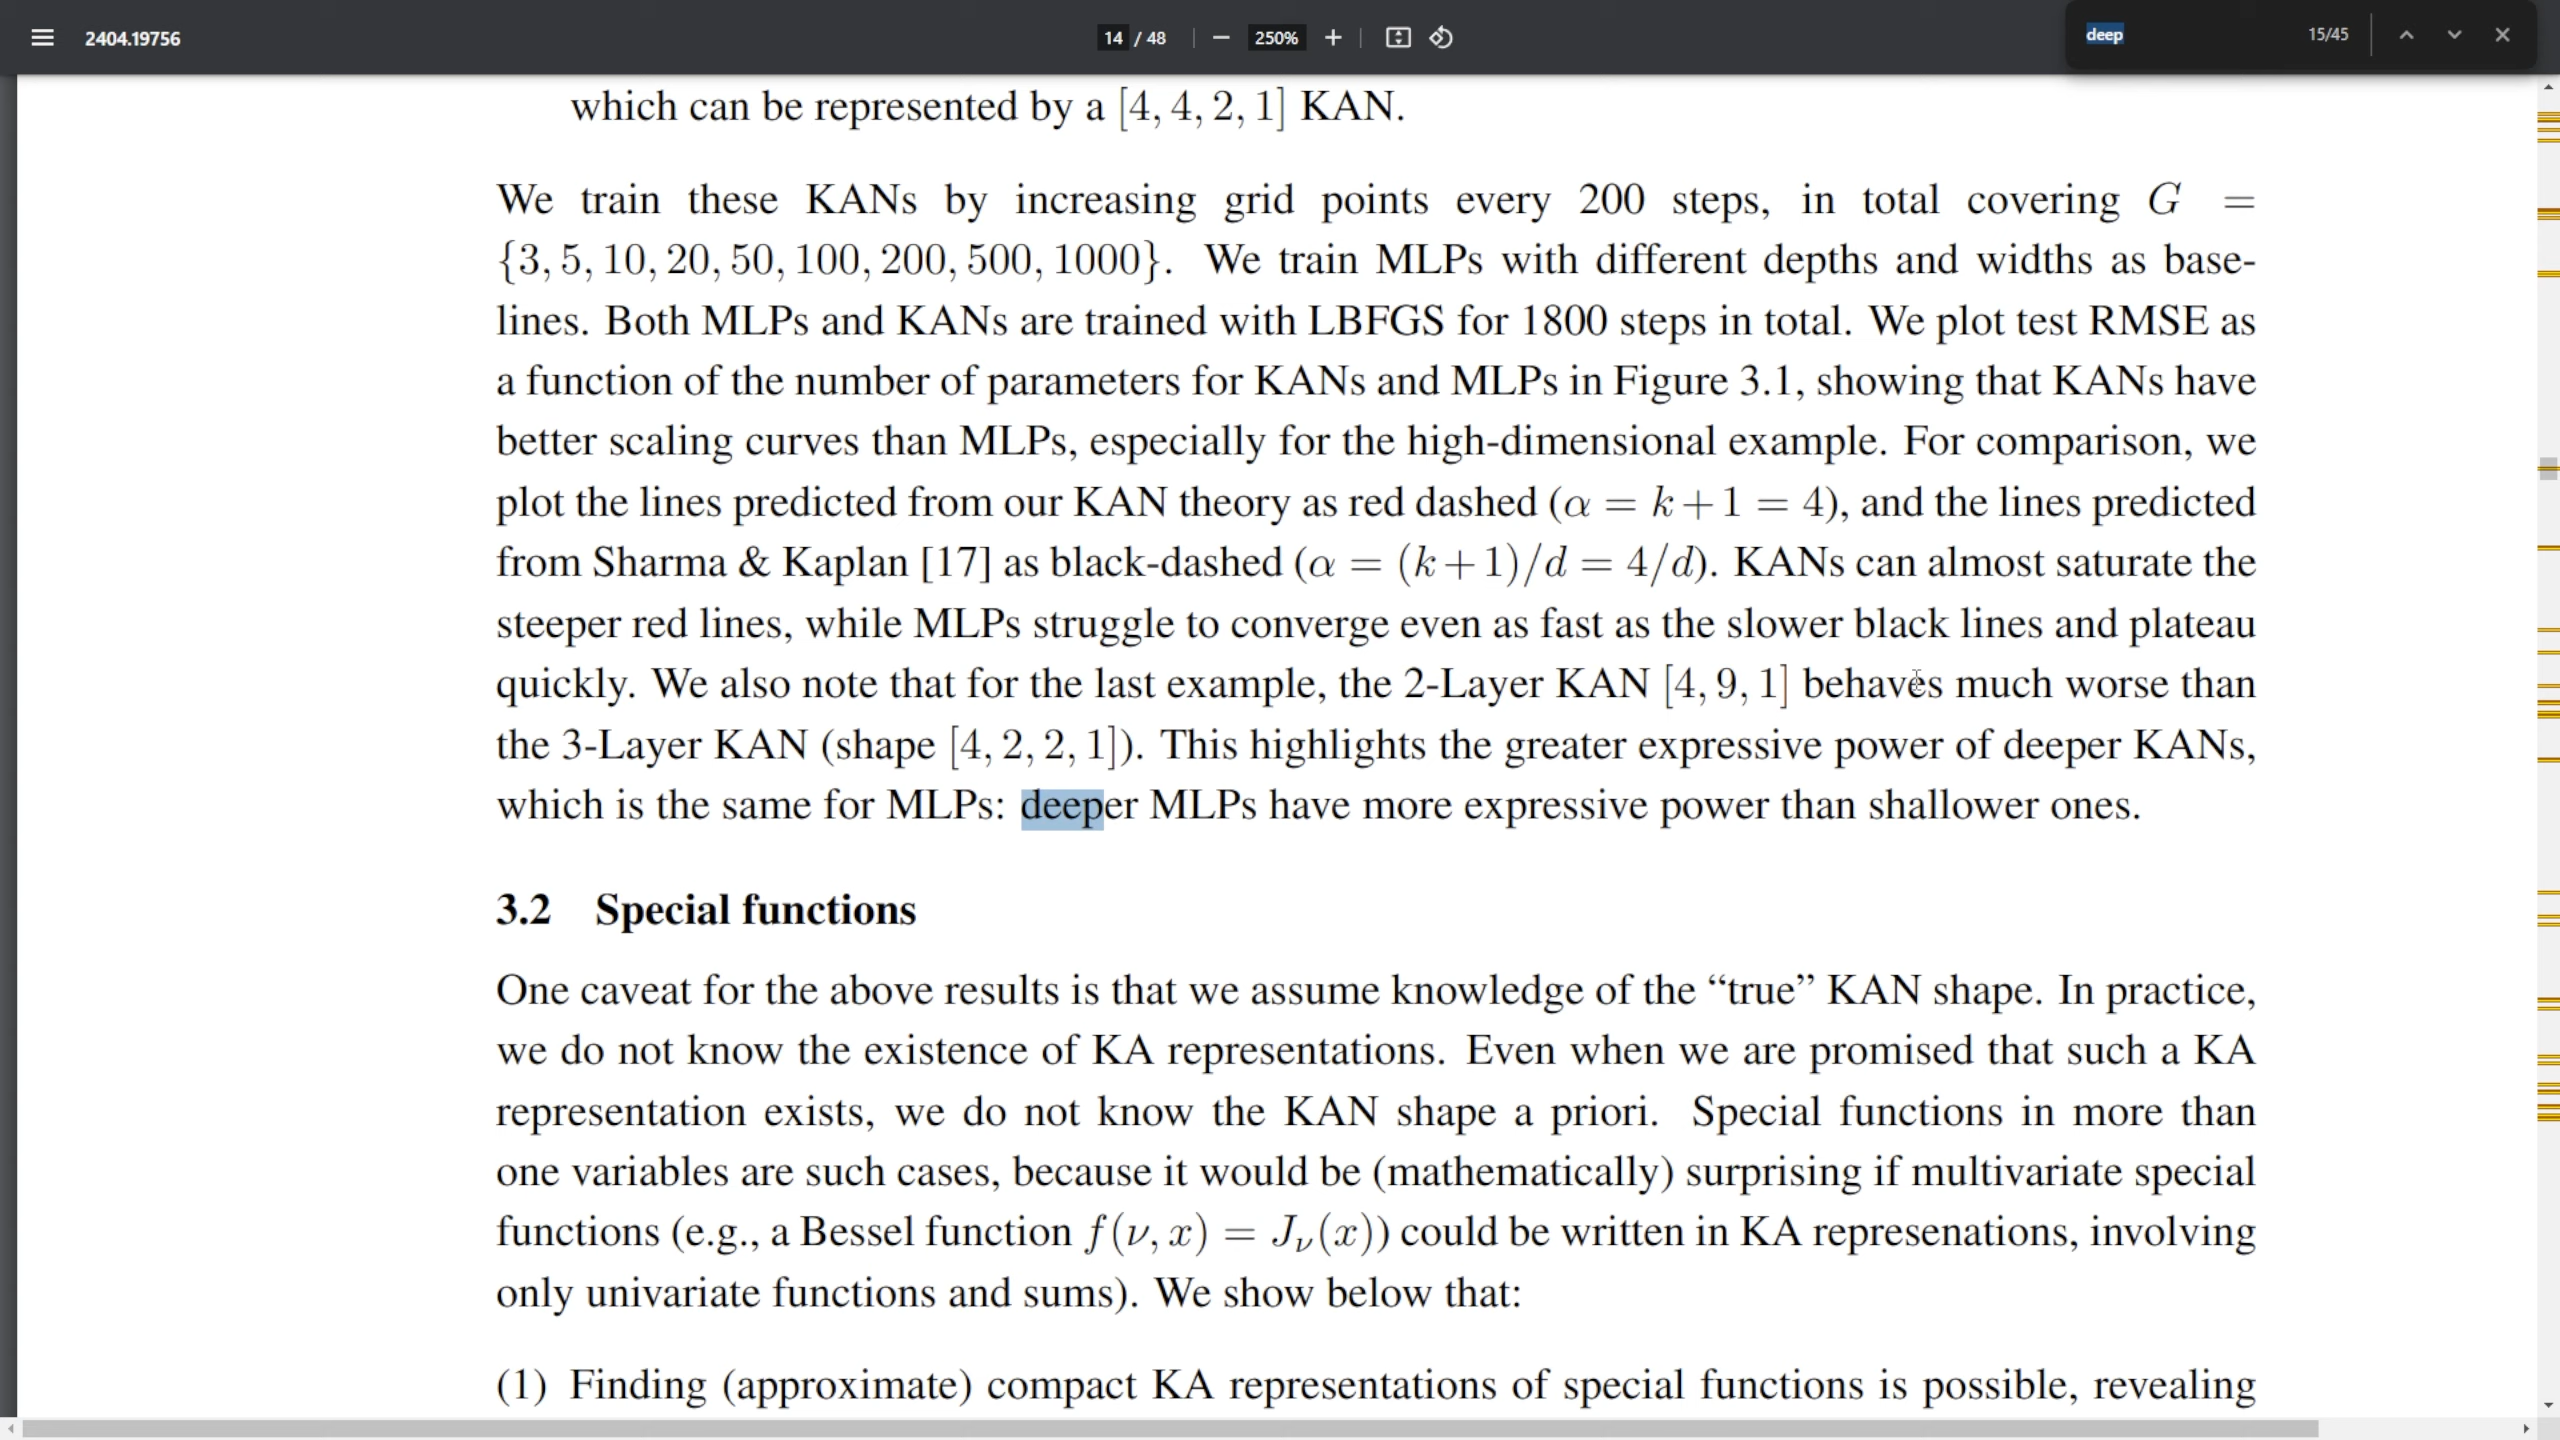 2404.19756
14 / 48
250%
deep
15/45
which can be represented by a [4, 4, 2, 1] KAN.
We train these KANs by increasing grid points every 200 steps, in total covering G =
{3, 5, 10, 20, 50, 100, 200, 500, 1000}. We train MLPs with different depths and widths as base-
lines. Both MLPs and KANs are trained with LBFGS for 1800 steps in total. We plot test RMSE as
a function of the number of parameters for KANs and MLPs in Figure 3.1, showing that KANs have
better scaling curves than MLPs, especially for the high-dimensional example. For comparison, we
plot the lines predicted from our KAN theory as red dashed (α = k + 1 = 4), and the lines predicted
from Sharma & Kaplan [17] as black-dashed (α = (k + 1)/d = 4/d). KANs can almost saturate the
steeper red lines, while MLPs struggle to converge even as fast as the slower black lines and plateau
quickly. We also note that for the last example, the 2-Layer KAN [4, 9, 1] behaves much worse than
the 3-Layer KAN (shape [4, 2, 2, 1]). This highlights the greater expressive power of deeper KANs,
which is the same for MLPs: deeper MLPs have more expressive power than shallower ones.
3.2 Special functions
One caveat for the above results is that we assume knowledge of the “true” KAN shape. In practice,
we do not know the existence of KA representations. Even when we are promised that such a KA
representation exists, we do not know the KAN shape a priori. Special functions in more than
one variables are such cases, because it would be (mathematically) surprising if multivariate special
functions (e.g., a Bessel function f(ν, x) = Jν(x)) could be written in KA represenations, involving
only univariate functions and sums). We show below that:
(1) Finding (approximate) compact KA representations of special functions is possible, revealing